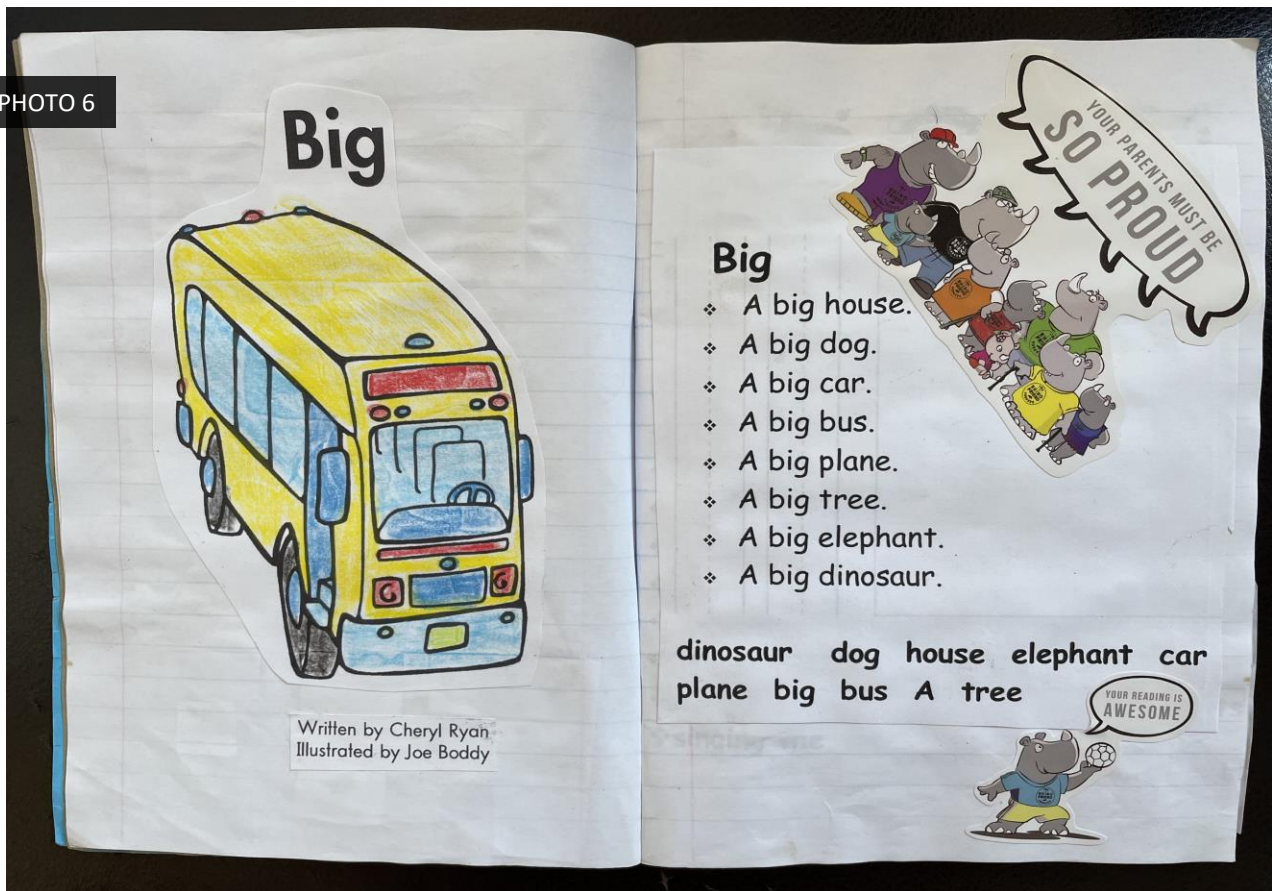 PHOTO 6
Big
Written by Cheryl Ryan
Illustrated by Joe Boddy
YOUR PARENTS MUST BE
SO PROUD
Big
❖ A big house.
❖ A big dog.
❖ A big car.
❖ A big bus.
❖ A big plane.
❖ A big tree.
❖ A big elephant.
❖ A big dinosaur.
dinosaur dog house elephant car
plane big bus A tree
YOUR READING IS
AWESOME